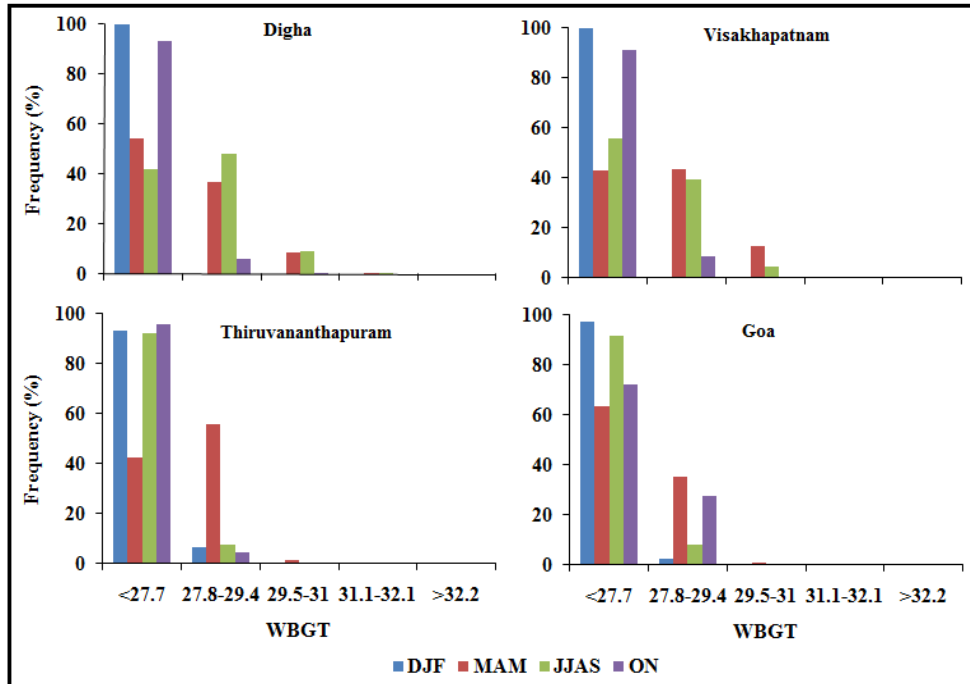 Digha
Frequency (%)
100
80
60
40
20
0
Visakhapatnam
100
80
60
40
20
0
Thiruvananthapuram
Frequency (%)
100
80
60
40
20
0
<27.7 27.8-29.4 29.5-31 31.1-32.1 >32.2
WBGT
Goa
100
80
60
40
20
0
<27.7 27.8-29.4 29.5-31 31.1-32.1 >32.2
WBGT
DJF MAM JJAS ON